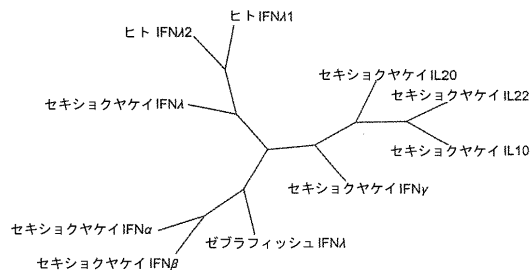 ヒトIFNλ1
ヒトIFNλ2
セキショクヤケイIL20
セキショクヤケイIL22
セキショクヤケイIFNλ
セキショクヤケイIL10
セキショクヤケイIFNγ
セキショクヤケイIFNα
ゼブラフィッシュIFNλ
セキショクヤケイIFNβ